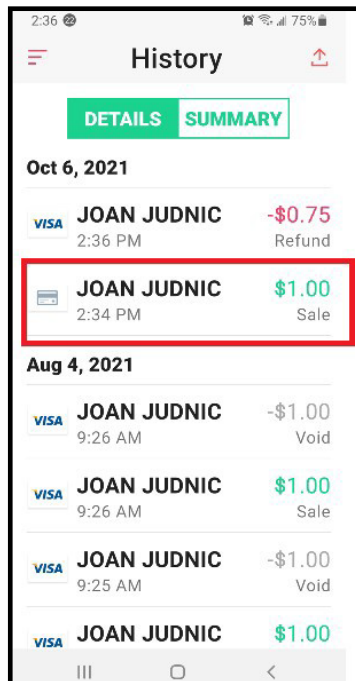 2:36 22 75%
History
DETAILS SUMMARY
Oct 6, 2021
VISA JOAN JUDNIC -$0.75
2:36 PM Refund
JOAN JUDNIC $1.00
2:34 PM Sale
Aug 4, 2021
VISA JOAN JUDNIC -$1.00
9:26 AM Void
VISA JOAN JUDNIC $1.00
9:26 AM Sale
VISA JOAN JUDNIC -$1.00
9:25 AM Void
VISA JOAN JUDNIC $1.00